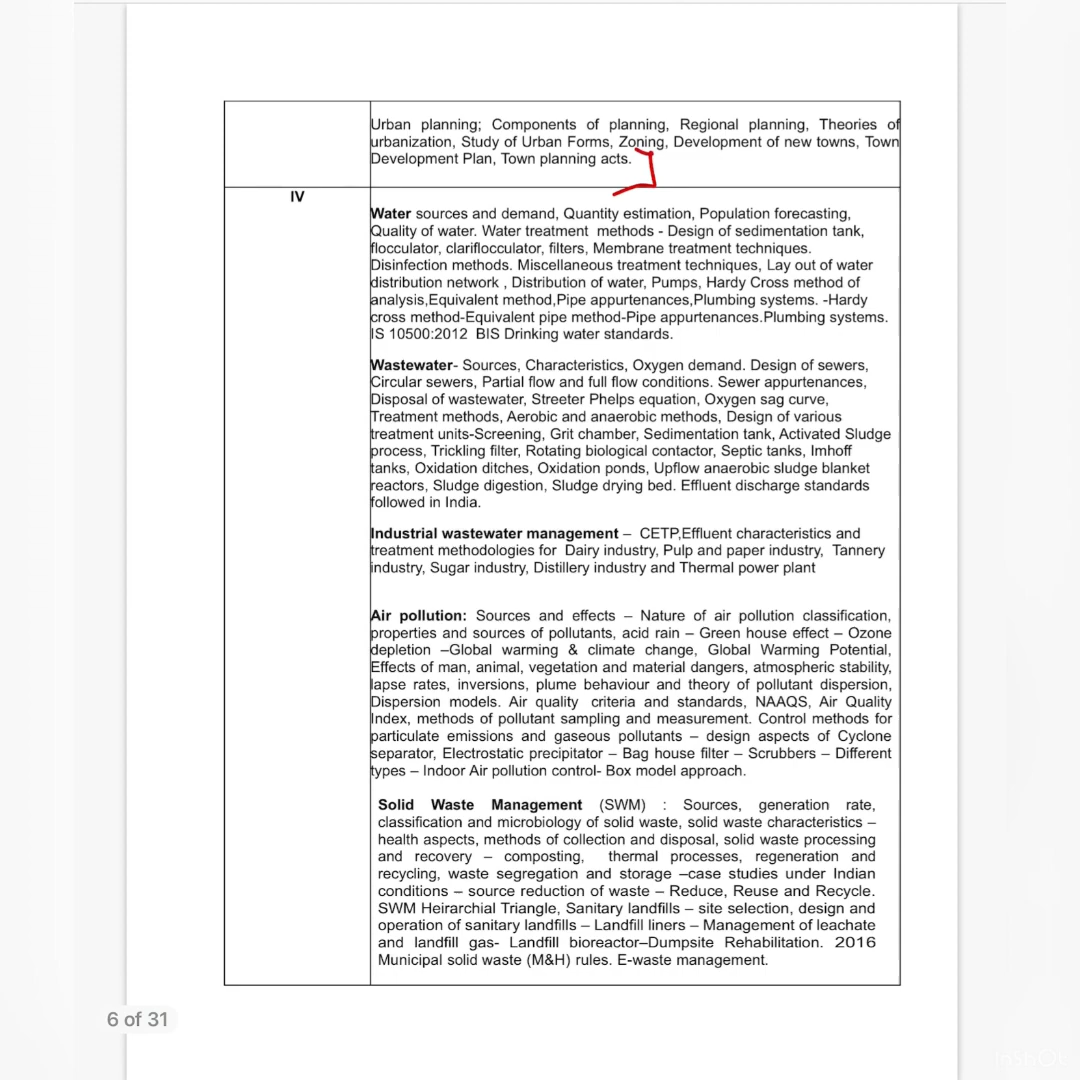 Urban planning; Components of planning, Regional planning, Theories of
urbanization, Study of Urban Forms, Zoning, Development of new towns, Town
Development Plan, Town planning acts.
IV
Water sources and demand, Quantity estimation, Population forecasting,
Quality of water. Water treatment methods - Design of sedimentation tank,
flocculator, clariflocculator, filters, Membrane treatment techniques.
Disinfection methods. Miscellaneous treatment techniques, Lay out of water
distribution network , Distribution of water, Pumps, Hardy Cross method of
analysis,Equivalent method,Pipe appurtenances,Plumbing systems. -Hardy
cross method-Equivalent pipe method-Pipe appurtenances.Plumbing systems.
IS 10500:2012 BIS Drinking water standards.
Wastewater- Sources, Characteristics, Oxygen demand. Design of sewers,
Circular sewers, Partial flow and full flow conditions. Sewer appurtenances,
Disposal of wastewater, Streeter Phelps equation, Oxygen sag curve,
Treatment methods, Aerobic and anaerobic methods, Design of various
treatment units-Screening, Grit chamber, Sedimentation tank, Activated Sludge
process, Trickling filter, Rotating biological contactor, Septic tanks, Imhoff
tanks, Oxidation ditches, Oxidation ponds, Upflow anaerobic sludge blanket
reactors, Sludge digestion, Sludge drying bed. Effluent discharge standards
followed in India.
Industrial wastewater management – CETP,Effluent characteristics and
treatment methodologies for Dairy industry, Pulp and paper industry, Tannery
industry, Sugar industry, Distillery industry and Thermal power plant
Air pollution: Sources and effects – Nature of air pollution classification,
properties and sources of pollutants, acid rain – Green house effect – Ozone
depletion –Global warming & climate change, Global Warming Potential,
Effects of man, animal, vegetation and material dangers, atmospheric stability,
lapse rates, inversions, plume behaviour and theory of pollutant dispersion,
Dispersion models. Air quality criteria and standards, NAAQS, Air Quality
Index, methods of pollutant sampling and measurement. Control methods for
particulate emissions and gaseous pollutants – design aspects of Cyclone
separator, Electrostatic precipitator – Bag house filter – Scrubbers – Different
types – Indoor Air pollution control- Box model approach.
Solid Waste Management (SWM) : Sources, generation rate,
classification and microbiology of solid waste, solid waste characteristics –
health aspects, methods of collection and disposal, solid waste processing
and recovery – composting, thermal processes, regeneration and
recycling, waste segregation and storage –case studies under Indian
conditions – source reduction of waste – Reduce, Reuse and Recycle.
SWM Heirarchial Triangle, Sanitary landfills – site selection, design and
operation of sanitary landfills – Landfill liners – Management of leachate
and landfill gas- Landfill bioreactor–Dumpsite Rehabilitation. 2016
Municipal solid waste (M&H) rules. E-waste management.
6 of 31
InShOt